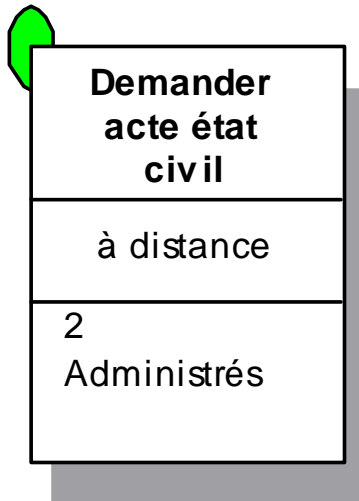 Demander
acte état
civil
à distance
2
Administrés